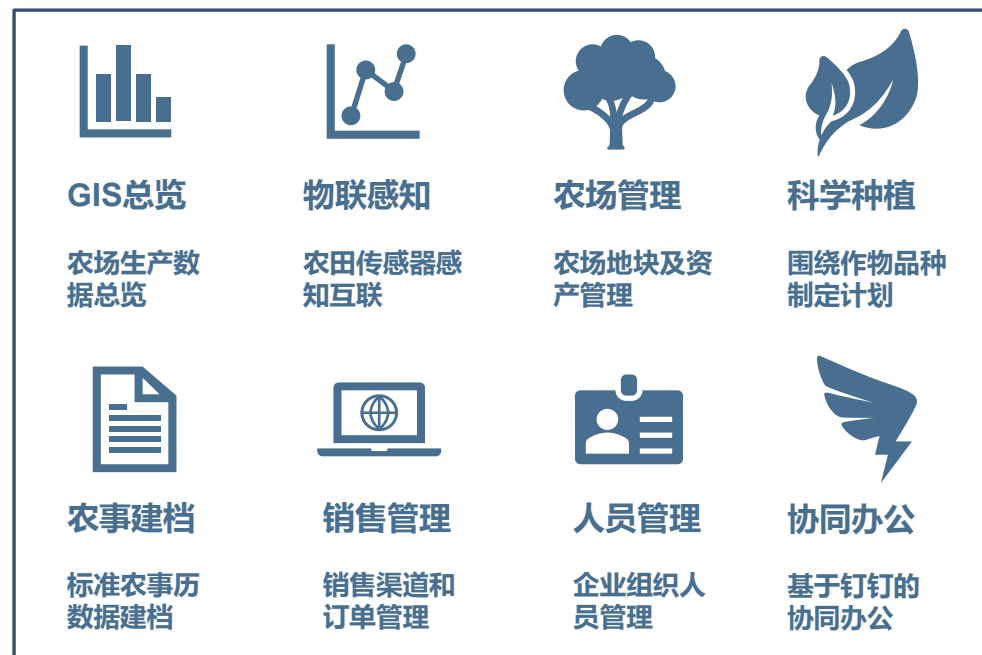 GIS总览
物联感知
农场管理
科学种植
农场生产数
据总览
农田传感器感
知互联
农场地块及资
产管理
围绕作物品种
制定计划
农事建档
销售管理
人员管理
协同办公
标准农事历
数据建档
销售渠道和
订单管理
企业组织人
员管理
基于钉钉的
协同办公